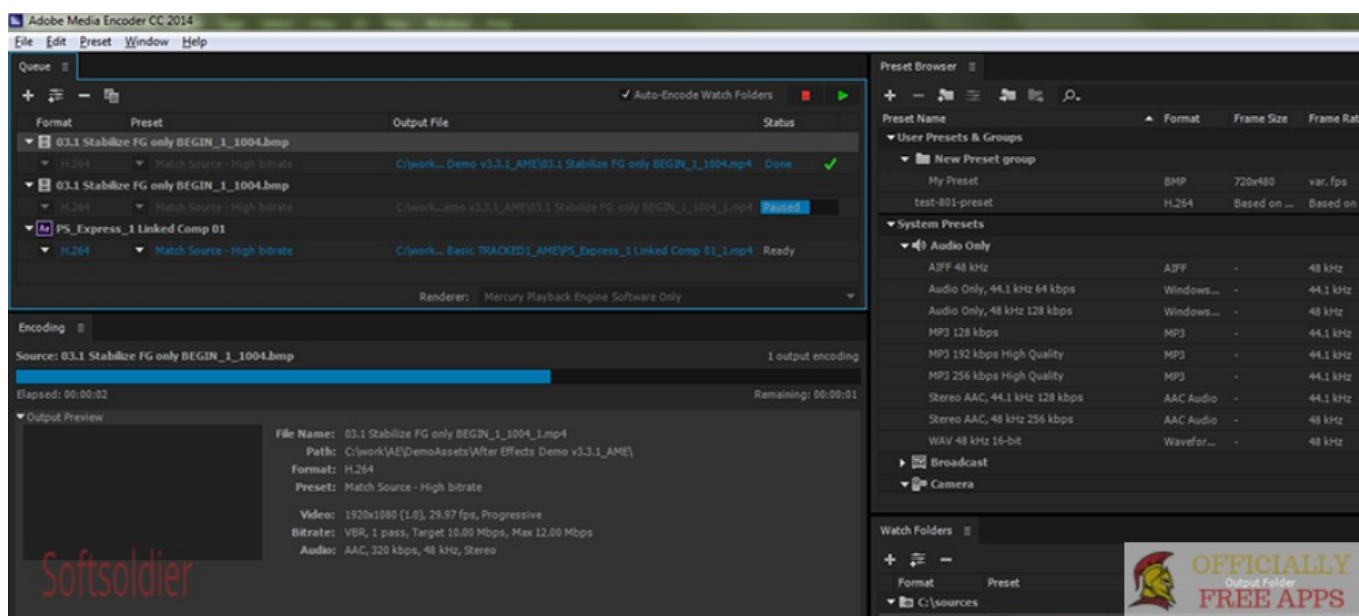 Adobe Media Encoder CC 2014
File Edit Preset Window Help
Queue
Auto-Encode Watch Folders
Format Preset Output File Status
03.1 Stabilize FG only BEGIN_1_1004.bmp
H.264 Match Source - High bitrate C:\work... Demo v3.3.1_AME\03.1 Stabilize FG only BEGIN_1_1004.mp4 Done
03.1 Stabilize FG only BEGIN_1_1004.bmp
H.264 Match Source - High bitrate C:\work...emo v3.3.1_AME\03.1 Stabilize FG only BEGIN_1_1004_1.mp4 Paused
Ae PS_Express_1 Linked Comp 01
H.264 Match Source - High bitrate C:\work... Basic TRACKED1_AME\PS_Express_1 Linked Comp 01_1.mp4 Ready
Renderer: Mercury Playback Engine Software Only
Encoding
Source: 03.1 Stabilize FG only BEGIN_1_1004.bmp 1 output encoding
Elapsed: 00:00:02 Remaining: 00:00:01
Output Preview
File Name: 03.1 Stabilize FG only BEGIN_1_1004_1.mp4
Path: C:\work\AE\DemoAssets\After Effects Demo v3.3.1_AME\
Format: H.264
Preset: Match Source - High bitrate
Video: 1920x1080 (1.0), 29.97 fps, Progressive
Bitrate: VBR, 1 pass, Target 10.00 Mbps, Max 12.00 Mbps
Audio: AAC, 320 kbps, 48 kHz, Stereo
Softsoldier
Preset Browser
Preset Name Format Frame Size Frame Rat
User Presets & Groups
New Preset group
My Preset BMP 720x480 var. fps
test-801-preset H.264 Based on ... Based on
System Presets
Audio Only
AIFF 48 kHz AIFF - 48 kHz
Audio Only, 44.1 kHz 64 kbps Windows... - 44.1 kHz
Audio Only, 48 kHz 128 kbps Windows... - 48 kHz
MP3 128 kbps MP3 - 44.1 kHz
MP3 192 kbps High Quality MP3 - 44.1 kHz
MP3 256 kbps High Quality MP3 - 44.1 kHz
Stereo AAC, 44.1 kHz 128 kbps AAC Audio - 44.1 kHz
Stereo AAC, 48 kHz 256 kbps AAC Audio - 48 kHz
WAV 48 kHz 16-bit Wavefor... - 48 kHz
Broadcast
Camera
Watch Folders
Format Preset Output Folder
C:\sources
OFFICIALLY
FREE APPS